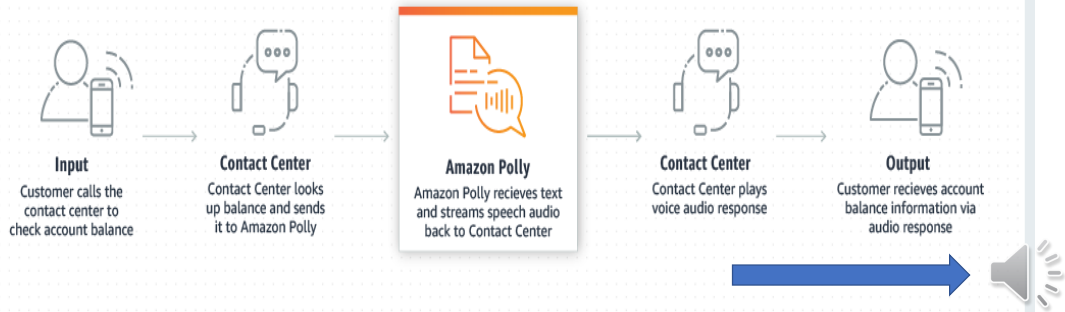 Input
Customer calls the
contact center to
check account balance
Contact Center
Contact Center looks
up balance and sends
it to Amazon Polly
Amazon Polly
Amazon Polly recieves text
and streams speech audio
back to Contact Center
Contact Center
Contact Center plays
voice audio response
Output
Customer recieves account
balance information via
audio response